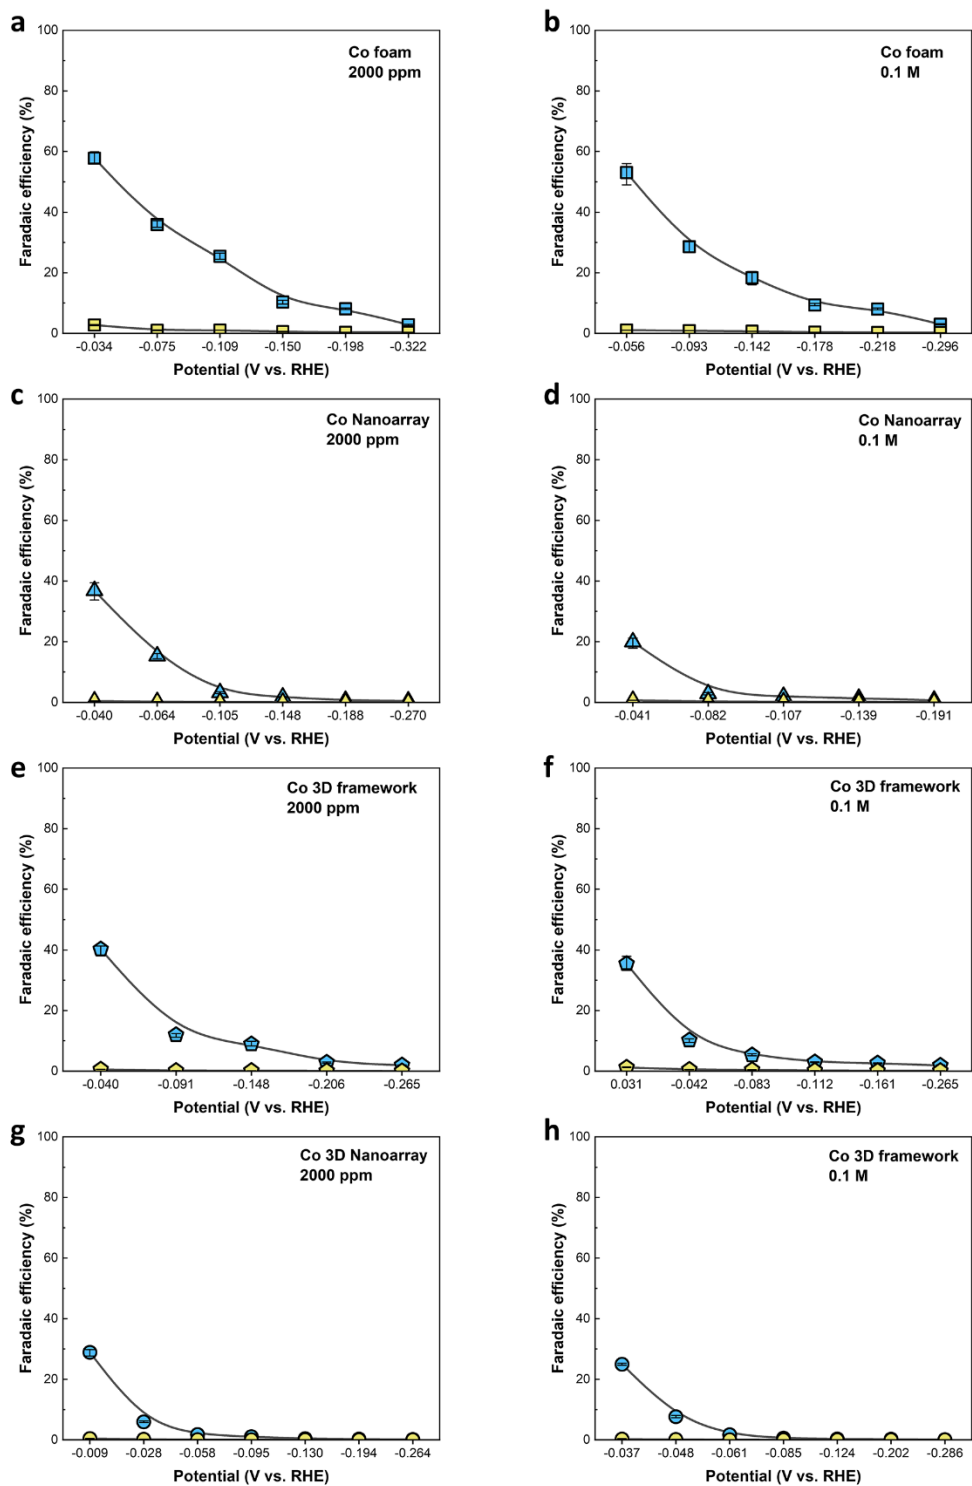 a
100
80
60
40
20
0
Faradaic efficiency (%)
Co foam
2000 ppm
-0.034 -0.075 -0.109 -0.150 -0.198 -0.322
Potential (V vs. RHE)
b
100
80
60
40
20
0
Faradaic efficiency (%)
Co foam
0.1 M
-0.056 -0.093 -0.142 -0.178 -0.218 -0.296
Potential (V vs. RHE)
c
100
80
60
40
20
0
Faradaic efficiency (%)
Co Nanoarray
2000 ppm
-0.040 -0.064 -0.105 -0.148 -0.188 -0.270
Potential (V vs. RHE)
d
100
80
60
40
20
0
Faradaic efficiency (%)
Co Nanoarray
0.1 M
-0.041 -0.082 -0.107 -0.139 -0.191
Potential (V vs. RHE)
e
100
80
60
40
20
0
Faradaic efficiency (%)
Co 3D framework
2000 ppm
-0.040 -0.091 -0.148 -0.206 -0.265
Potential (V vs. RHE)
f
100
80
60
40
20
0
Faradaic efficiency (%)
Co 3D framework
0.1 M
0.031 -0.042 -0.083 -0.112 -0.161 -0.265
Potential (V vs. RHE)
g
100
80
60
40
20
0
Faradaic efficiency (%)
Co 3D Nanoarray
2000 ppm
-0.009 -0.028 -0.058 -0.095 -0.130 -0.194 -0.264
Potential (V vs. RHE)
h
100
80
60
40
20
0
Faradaic efficiency (%)
Co 3D framework
0.1 M
-0.037 -0.048 -0.061 -0.085 -0.124 -0.202 -0.286
Potential (V vs. RHE)